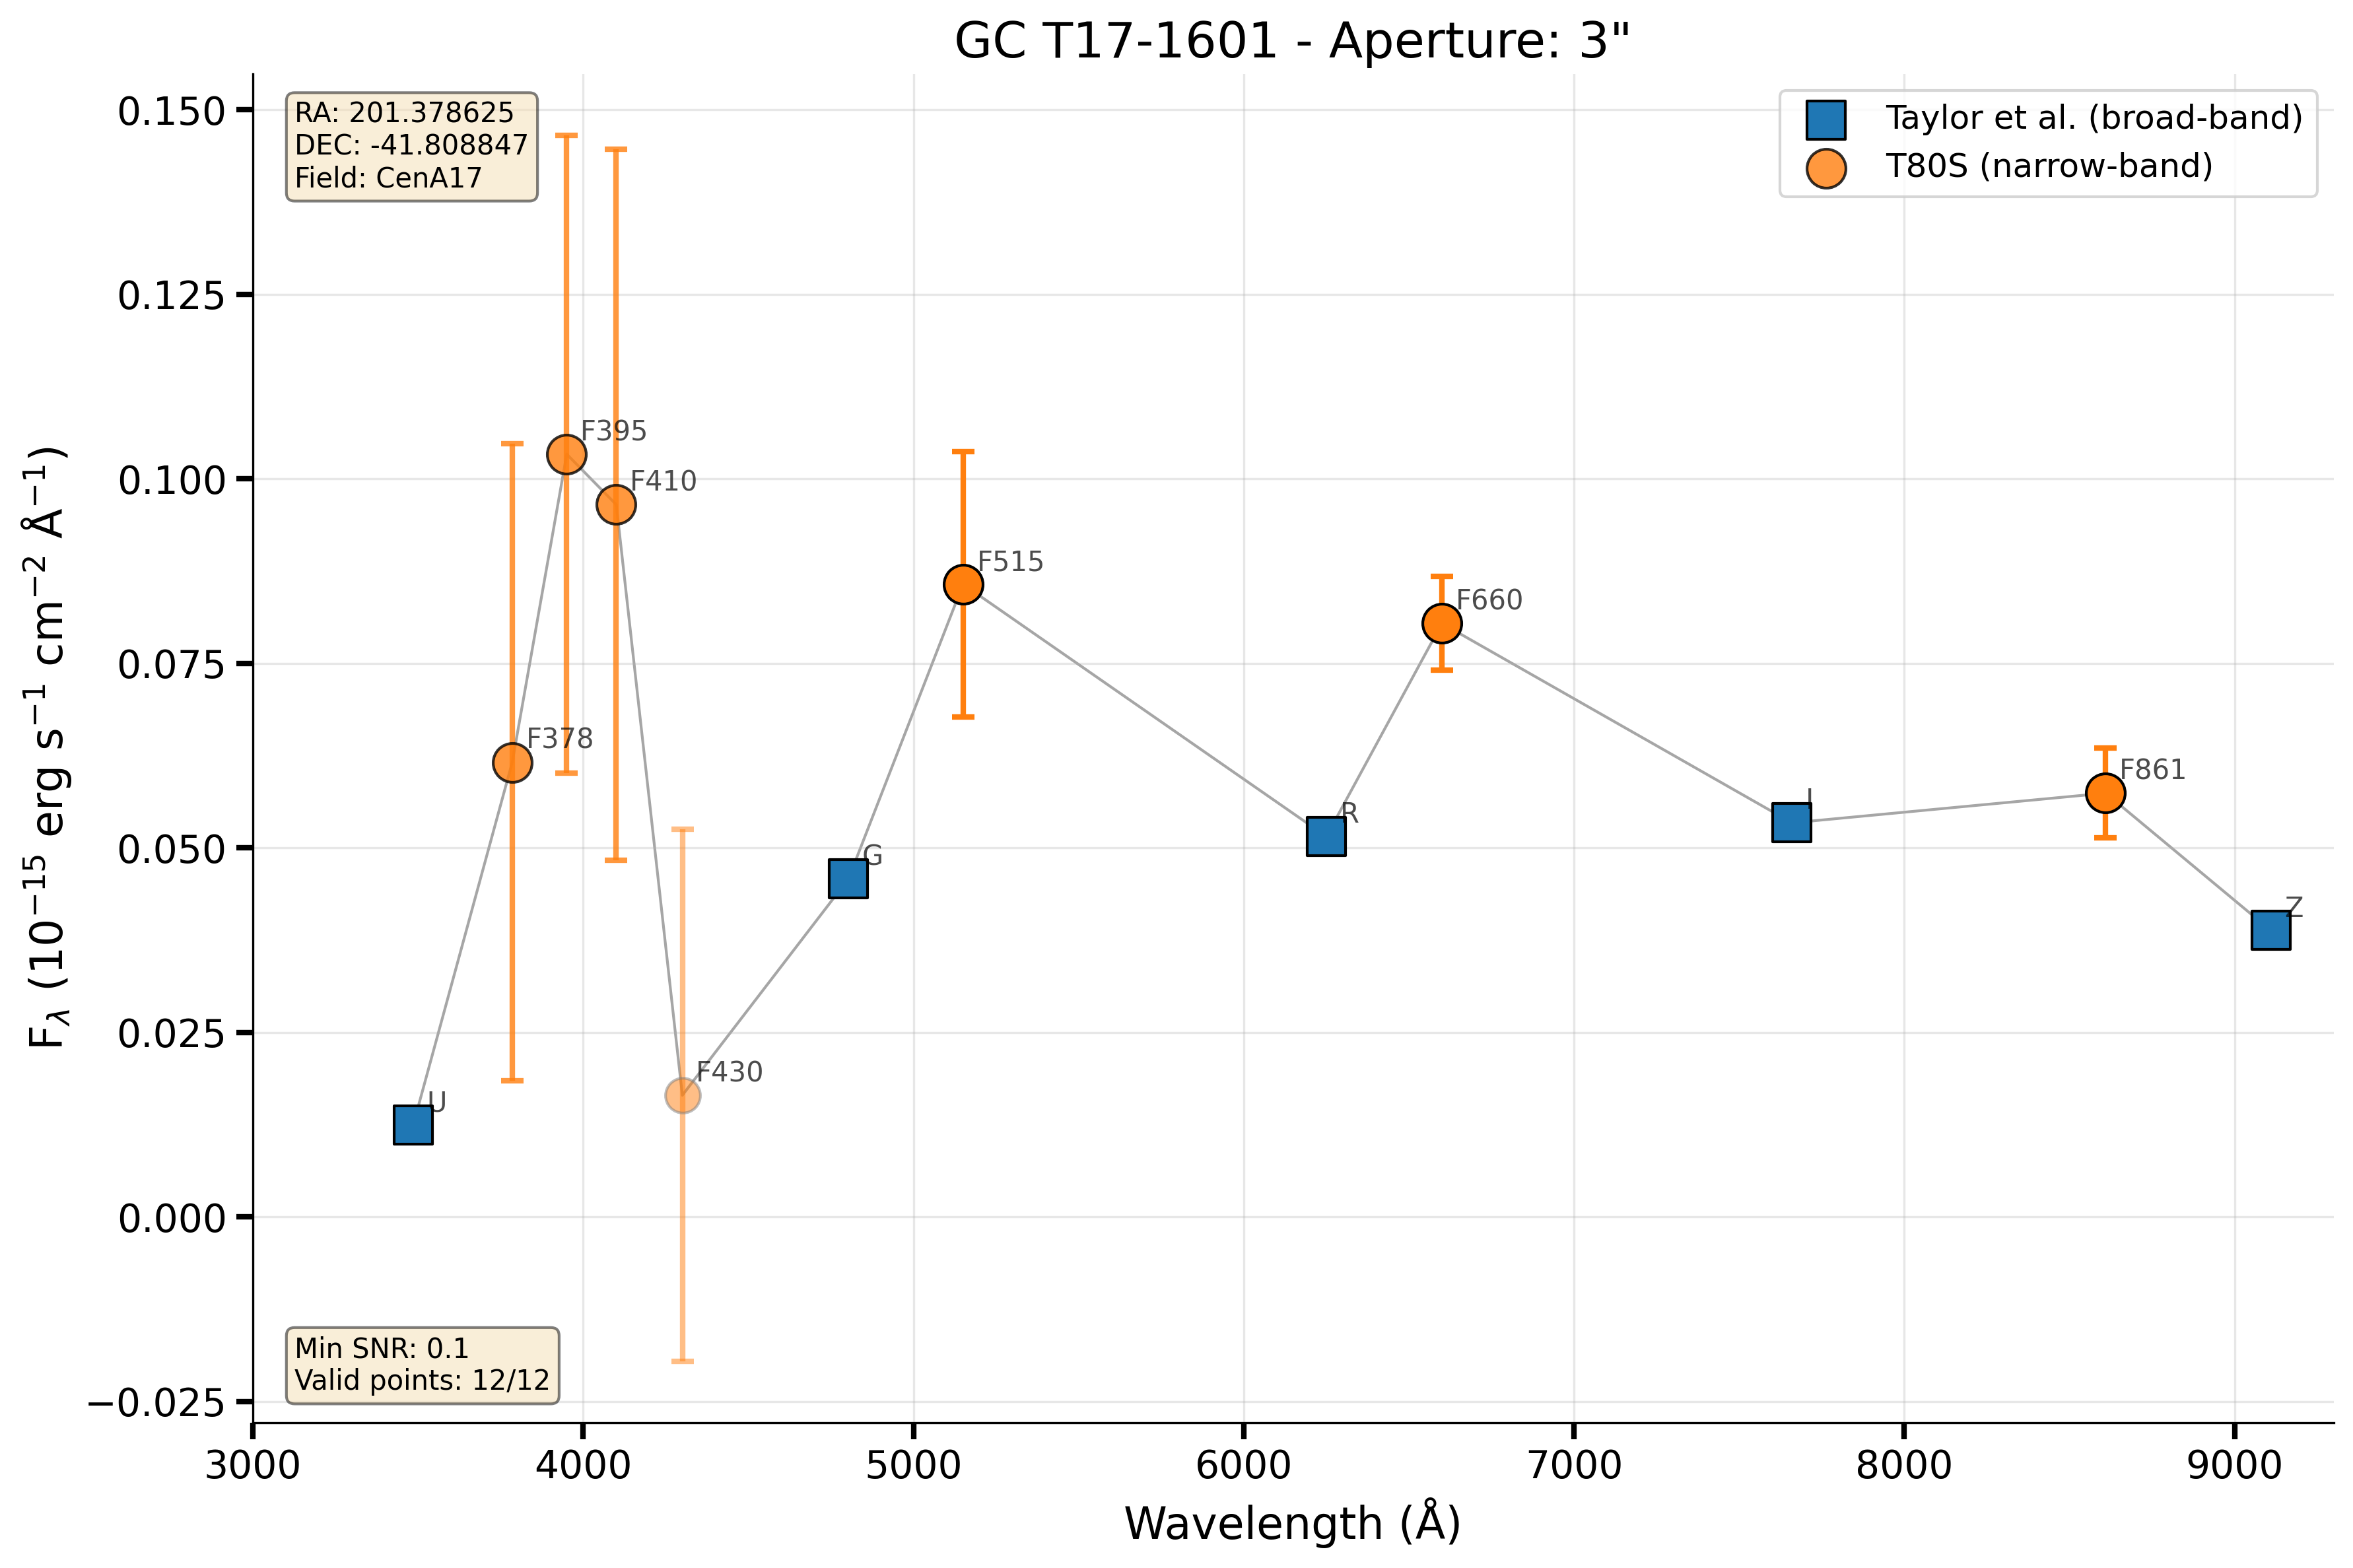 GC T17-1601 - Aperture: 3"
RA: 201.378625
DEC: -41.808847
Field: CenA17
Taylor et al. (broad-band)
T80S (narrow-band)
0.150
0.125
0.100
0.075
0.050
0.025
0.000
−0.025
F395
F410
F515
F660
F378
F861
I
R
G
Z
U
F430
Min SNR: 0.1
Valid points: 12/12
3000 4000 5000 6000 7000 8000 9000
Wavelength (Å)
Fλ (10⁻¹⁵ erg s⁻¹ cm⁻² Å⁻¹)